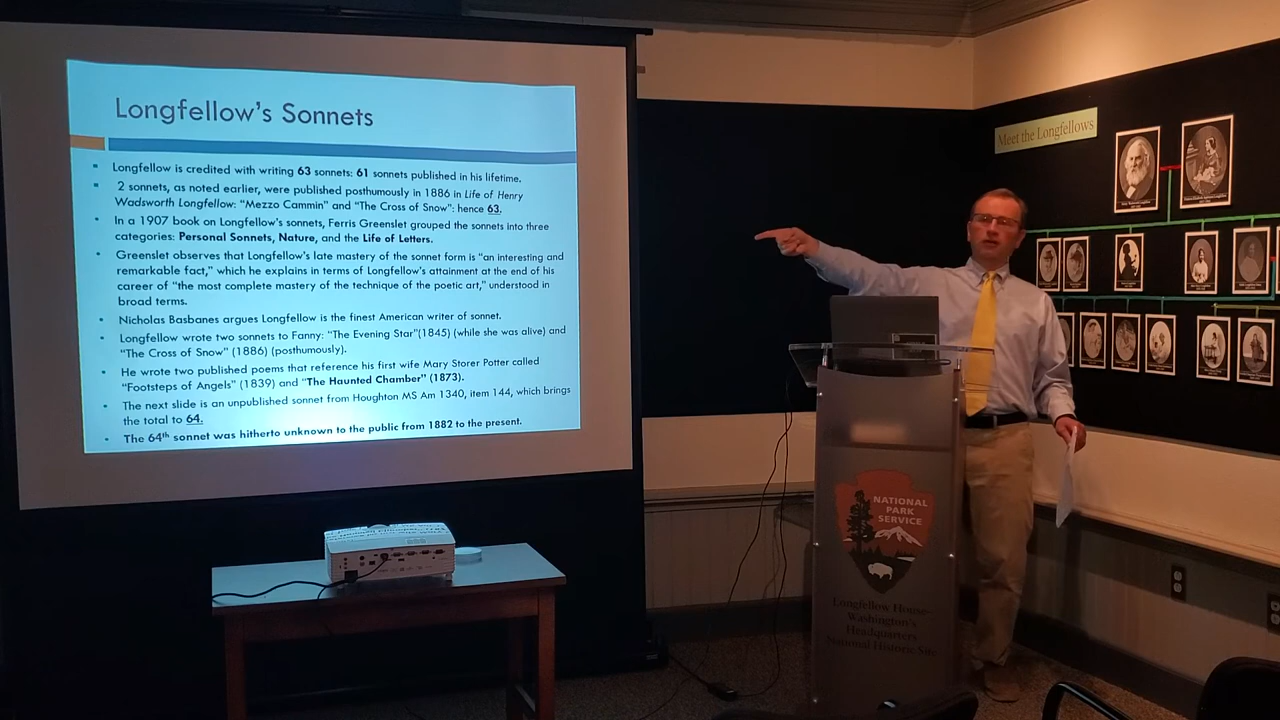 Longfellow's Sonnets
Longfellow is credited with writing 63 sonnets: 61 sonnets published in his lifetime.
2 sonnets, as noted earlier, were published posthumously in 1886 in Life of Henry
Wadsworth Longfellow: "Mezzo Cammin" and "The Cross of Snow": hence 63.
In a 1907 book on Longfellow's sonnets, Ferris Greenslet grouped the sonnets into three
categories: Personal Sonnets, Nature, and the Life of Letters.
Greenslet observes that Longfellow's late mastery of the sonnet form is "an interesting and
remarkable fact," which he explains in terms of Longfellow's attainment at the end of his
career of "the most complete mastery of the technique of the poetic art," understood in
broad terms.
Nicholas Basbanes argues Longfellow is the finest American writer of sonnet.
Longfellow wrote two sonnets to Fanny: "The Evening Star"(1845) (while she was alive) and
"The Cross of Snow" (1886) (posthumously).
He wrote two published poems that reference his first wife Mary Storer Potter called
"Footsteps of Angels" (1839) and "The Haunted Chamber" (1873).
The next slide is an unpublished sonnet from Houghton MS Am 1340, item 144, which brings
the total to 64.
The 64th sonnet was hitherto unknown to the public from 1882 to the present.
Meet the Longfellows
NATIONAL
PARK
SERVICE
Longfellow House–
Washington's
Headquarters
National Historic Site